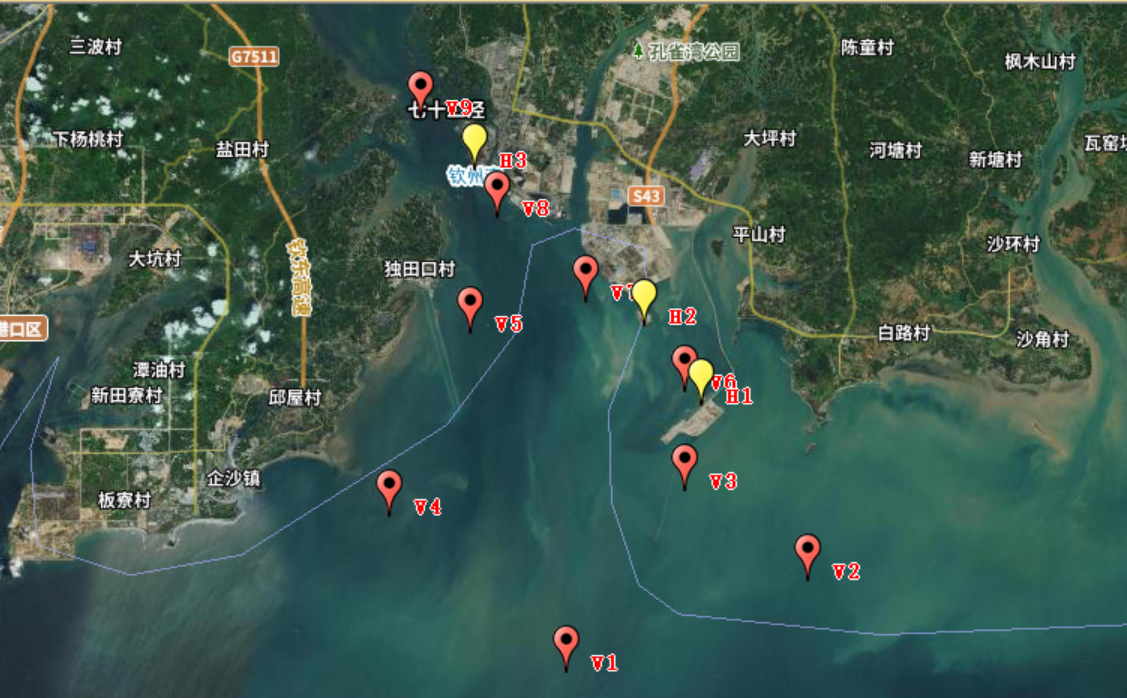 三波村
G7511
孔雀湾公园
陈童村
枫木山村
七十
V9
下杨桃村
盐田村
H3
大坪村
河塘村
新塘村
瓦窑
钦州
S43
V8
大坑村
独田口村
平山村
沙环村
钦东高速
V7
H2
港口区
V5
白路村
沙角村
潭油村
新田寮村
邱屋村
V6
H1
企沙镇
板寮村
V4
V3
V2
V1